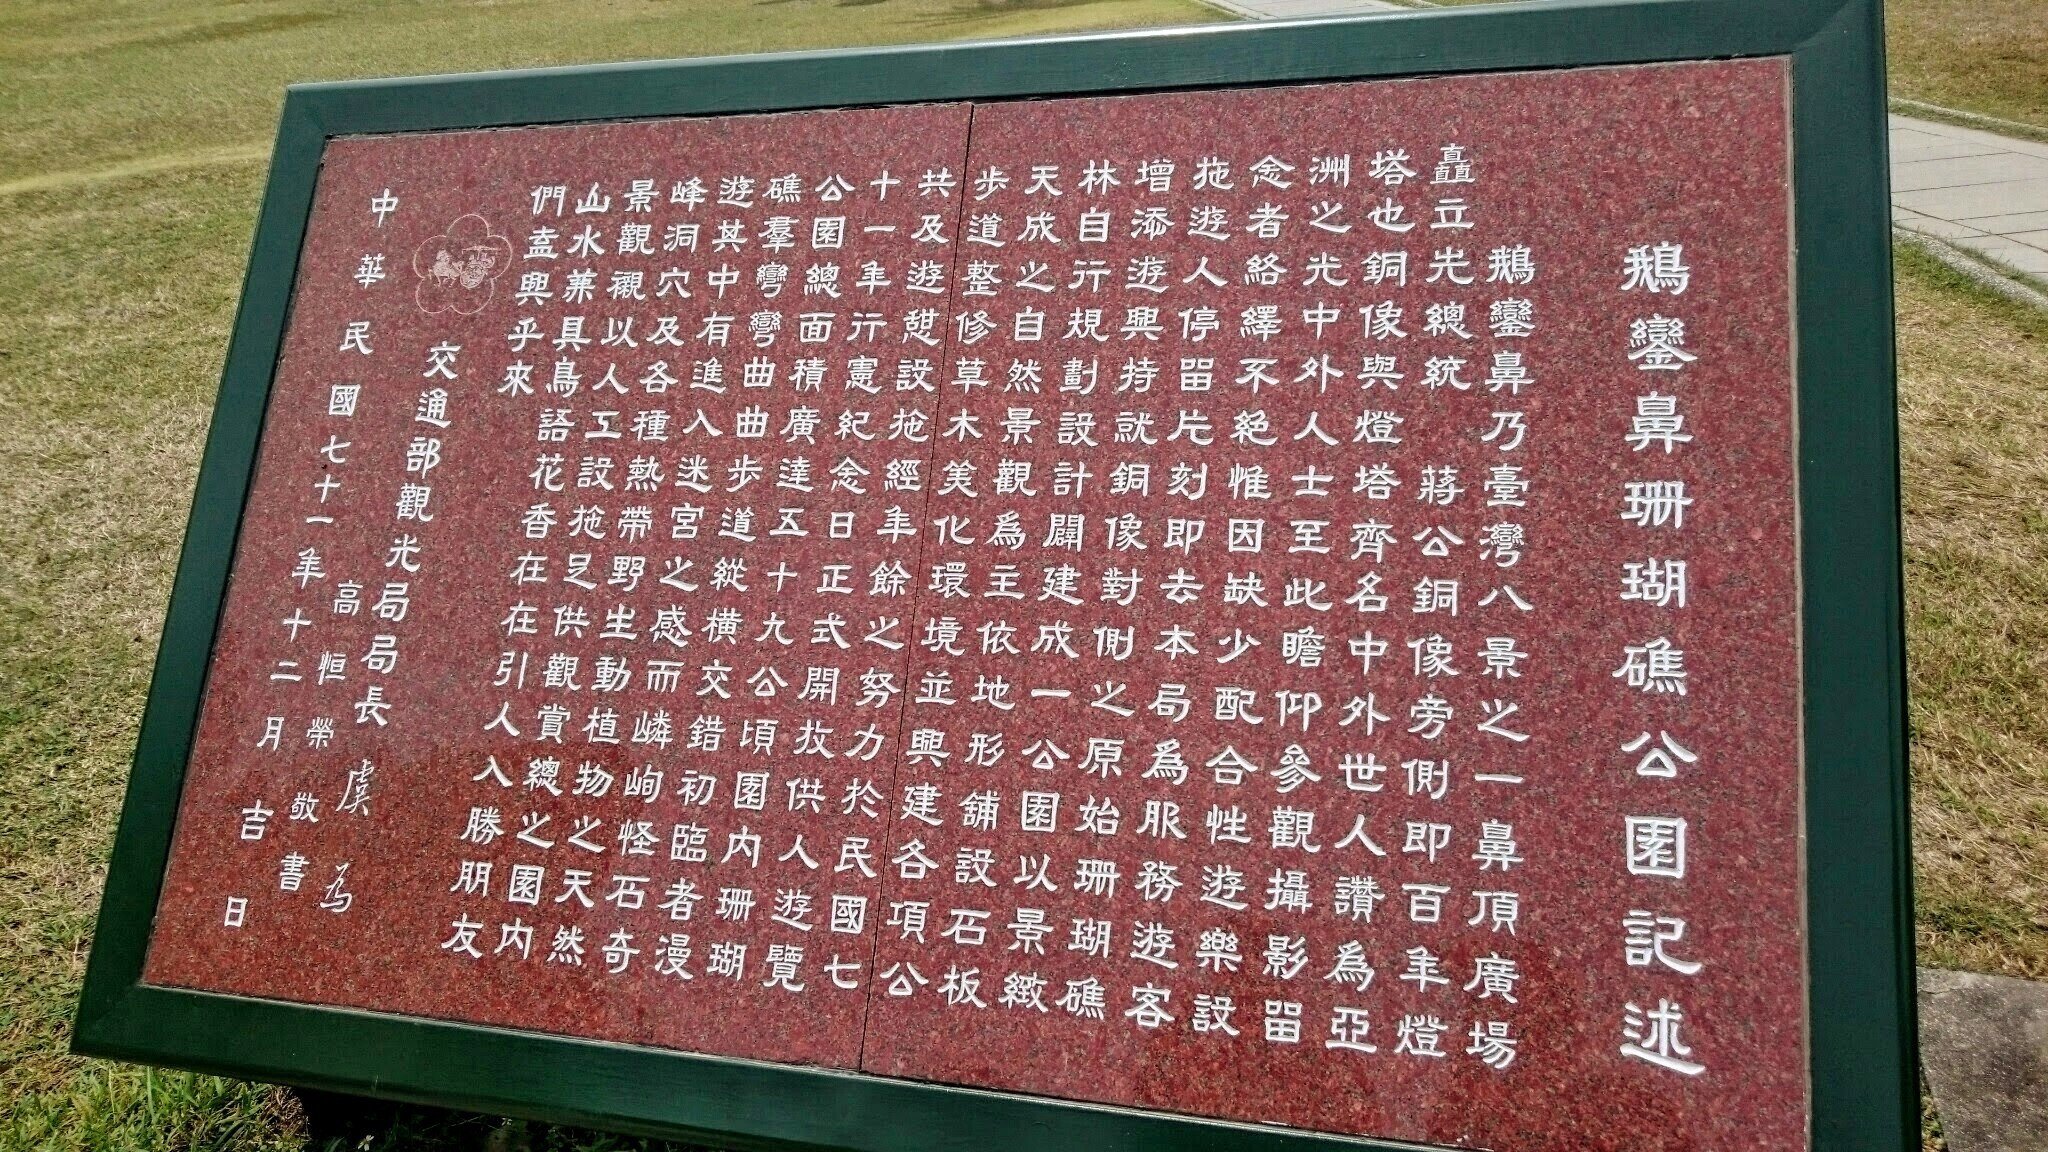 鵝鑾鼻珊瑚礁公園記述
鵝鑾鼻乃臺灣八景之一鼻頂廣場
矗立先總統　蔣公銅像旁側即百年燈
塔也銅像與燈塔齊名中外世人讚為亞
洲之光中外人士至此瞻仰參觀攝影留
念者絡繹不絕惟因缺少配合性遊樂設
施遊人停留片刻即去本局為服務遊客
增添遊興持就銅像對側之原始珊瑚礁
林自行規劃設計闢建成一公園以景緻
天成之自然景觀為主依地形舖設石板
步道整修草木美化環境並興建各項公
共及遊憩設施經年餘之努力於民國七
十一年行憲紀念日正式開放供人遊覽
公園總面積廣達五十九公頃園內珊瑚
礁羣彎彎曲曲步道縱橫交錯初臨者漫
遊其中有進入迷宮之感而嶙峋怪石奇
峰洞穴及各種熱帶野生動植物之天然
景觀襯以人工設施足供觀賞總之園內
山水萊具鳥語花香在在引人入勝朋友
們盍興乎來
交通部觀光局局長　虞為
高恒榮敬書
中華民國七十一年十二月吉日